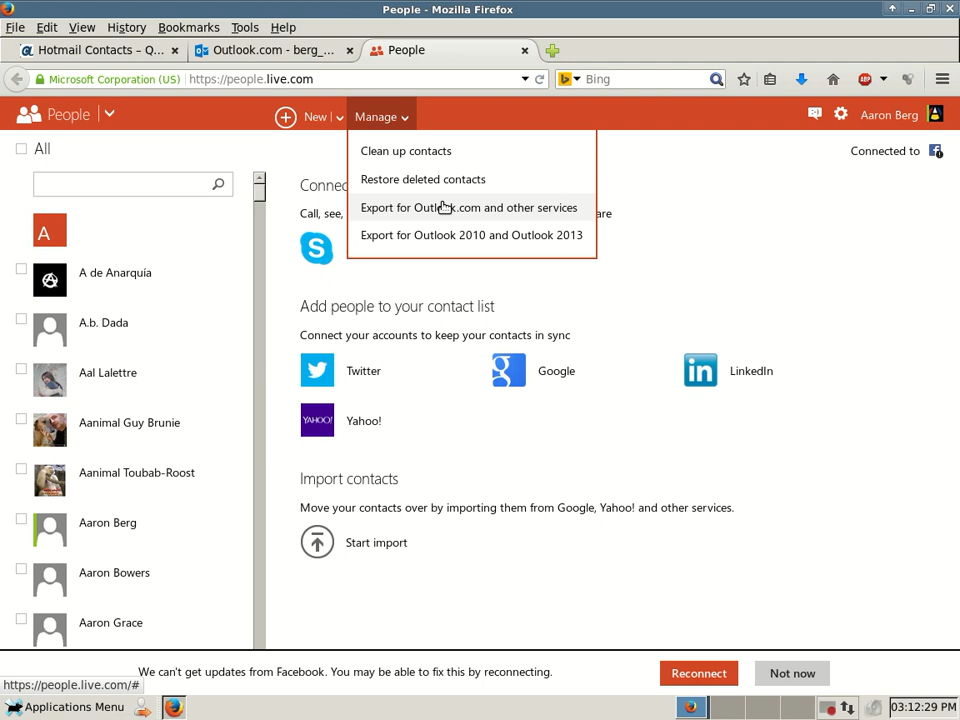 People - Mozilla Firefox
File Edit View History Bookmarks Tools Help
Hotmail Contacts – Q...
Outlook.com - berg_...
People
Microsoft Corporation (US) https://people.live.com
Bing
ABP
People
New
Manage
Aaron Berg
All
Clean up contacts
Restore deleted contacts
Export for Outlook.com and other services
Export for Outlook 2010 and Outlook 2013
Connected to
Connec
Call, see,
are
A
A de Anarquía
A.b. Dada
Aal Lalettre
Aanimal Guy Brunie
Aanimal Toubab-Roost
Aaron Berg
Aaron Bowers
Aaron Grace
Add people to your contact list
Connect your accounts to keep your contacts in sync
Twitter
Google
LinkedIn
YAHOO!
Yahoo!
Import contacts
Move your contacts over by importing them from Google, Yahoo! and other services.
Start import
We can't get updates from Facebook. You may be able to fix this by reconnecting.
Reconnect
Not now
https://people.live.com/#
Applications Menu
03:12:29 PM